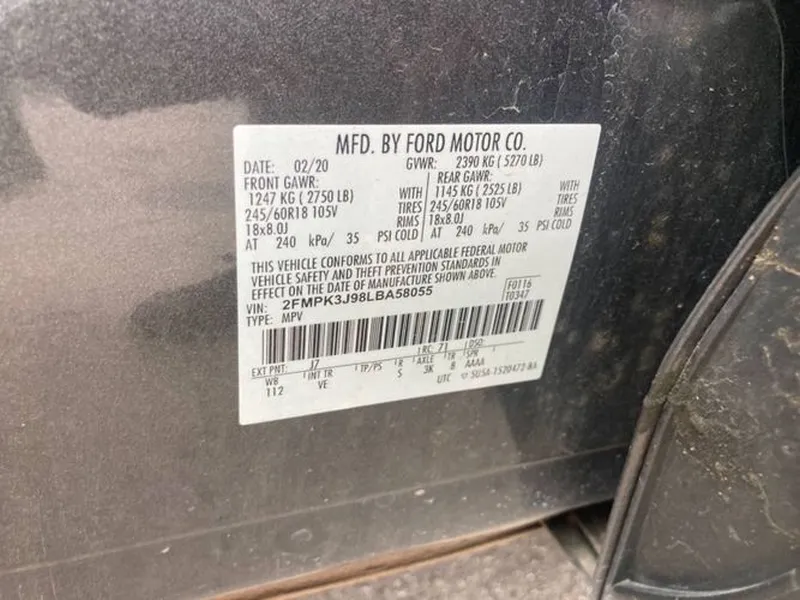 MFD. BY FORD MOTOR CO.
DATE: 02/20 GVWR: 2390 KG ( 5270 LB)
FRONT GAWR: REAR GAWR:
1247 KG ( 2750 LB) WITH 1145 KG ( 2525 LB) WITH
245/60R18 105V TIRES 245/60R18 105V TIRES
18x8.0J RIMS 18x8.0J RIMS
AT 240 kPa/ 35 PSI COLD AT 240 kPa/ 35 PSI COLD
THIS VEHICLE CONFORMS TO ALL APPLICABLE FEDERAL MOTOR
VEHICLE SAFETY AND THEFT PREVENTION STANDARDS IN
EFFECT ON THE DATE OF MANUFACTURE SHOWN ABOVE.
VIN: 2FMPK3J98LBA58055 F0116
TYPE: MPV T0347
EXT PNT: J7 RC: 71 DSO:
WB INT TR TP/PS R AXLE TR SPR
112 VE S 3K 8 AAAA
UTC